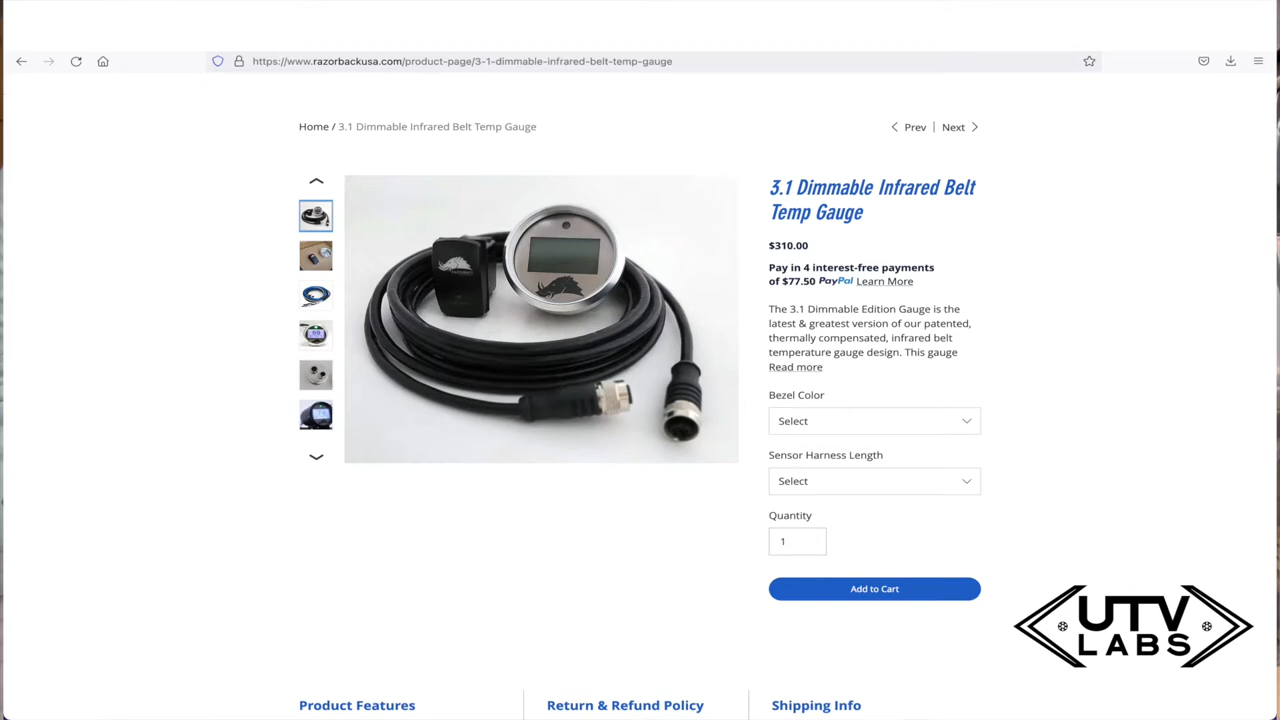 https://www.razorbackusa.com/product-page/3-1-dimmable-infrared-belt-temp-gauge
Home / 3.1 Dimmable Infrared Belt Temp Gauge
Prev | Next
3.1 Dimmable Infrared Belt
Temp Gauge
$310.00
Pay in 4 interest-free payments
of $77.50 PayPal Learn More
The 3.1 Dimmable Edition Gauge is the
latest & greatest version of our patented,
thermally compensated, infrared belt
temperature gauge design. This gauge
Read more
Bezel Color
Select
Sensor Harness Length
Select
Quantity
1
Add to Cart
UTV
LABS
Product Features
Return & Refund Policy
Shipping Info